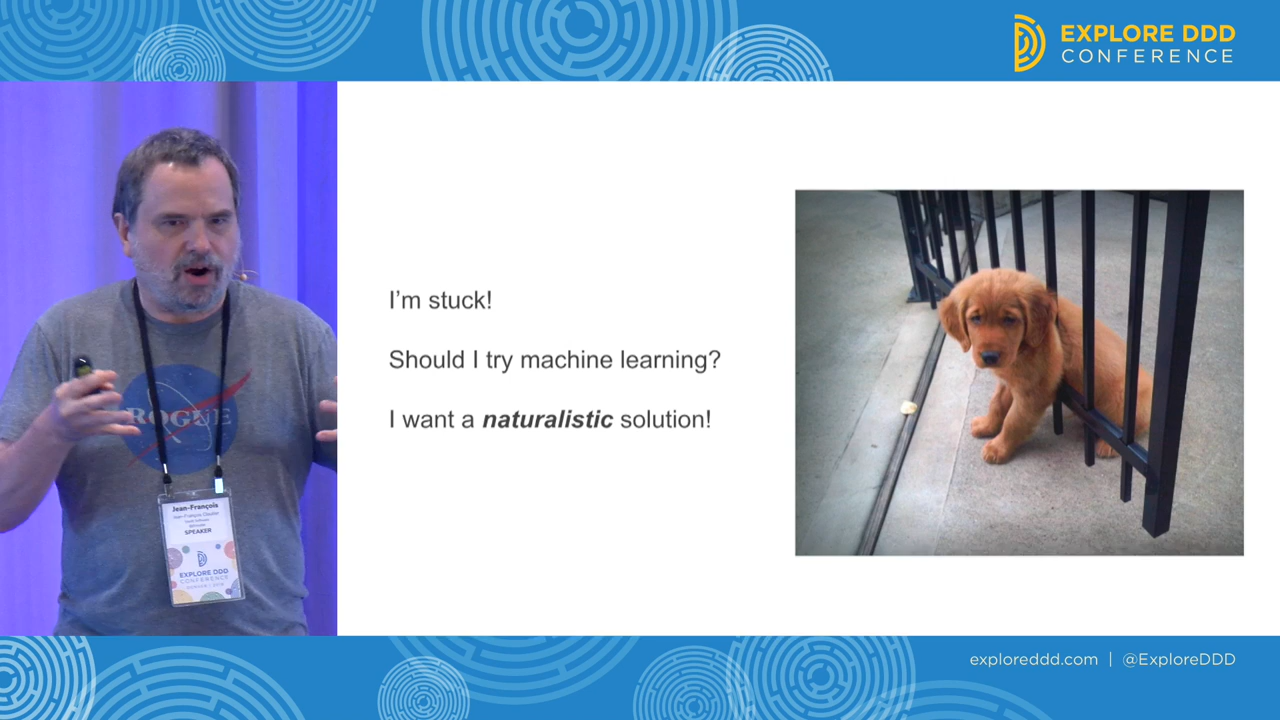 EXPLORE DDD
CONFERENCE
I'm stuck!
Should I try machine learning?
I want a naturalistic solution!
ROGUE
Jean-François
SPEAKER
EXPLORE DDD
CONFERENCE
exploreddd.com | @ExploreDDD